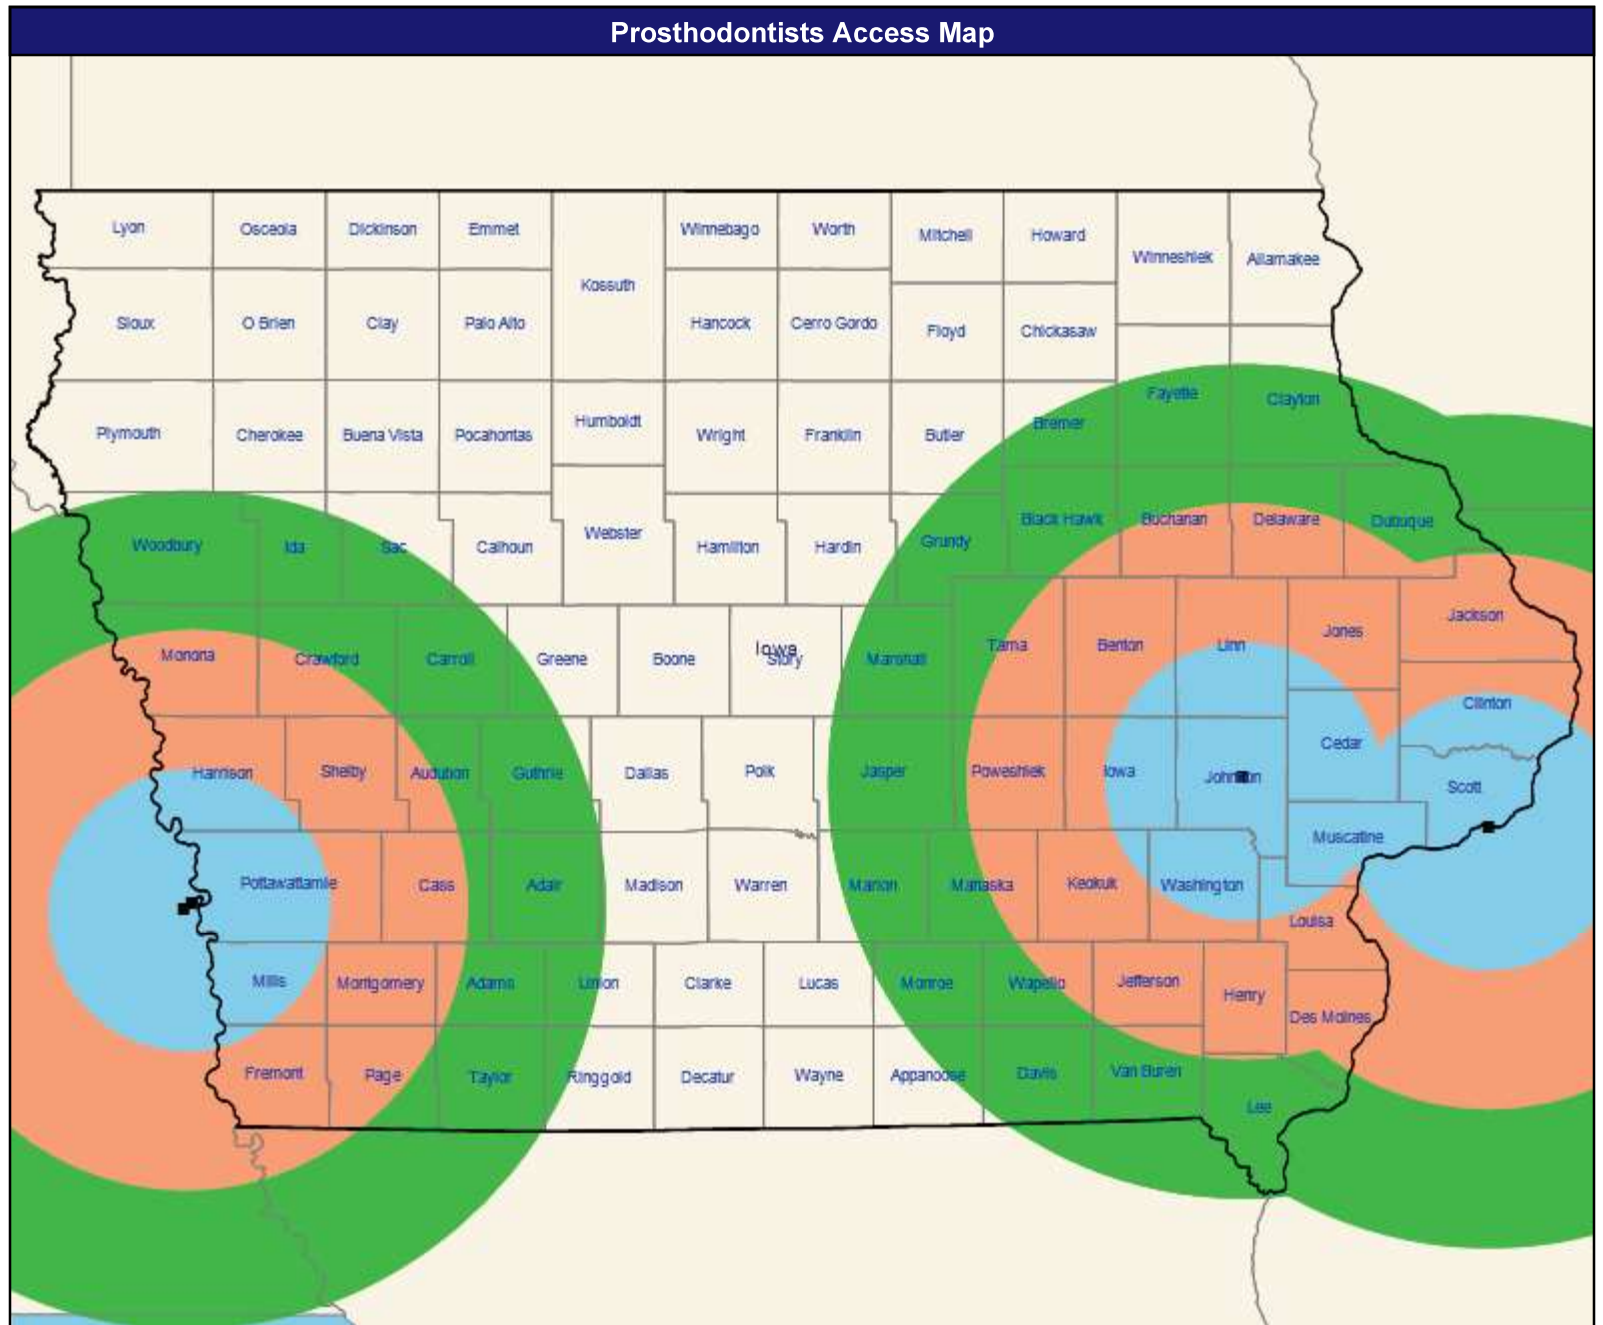 Prosthodontists Access Map
Lyon
Osceola
Dickinson
Emmet
Winnebago
Worth
Mitchell
Howard
Winneshiek
Allamakee
Kossuth
Sioux
O Brien
Clay
Palo Alto
Hancock
Cerro Gordo
Floyd
Chickasaw
Fayette
Clayton
Plymouth
Cherokee
Buena Vista
Pocahontas
Humboldt
Wright
Franklin
Butler
Bremer
Woodbury
Ida
Sac
Calhoun
Webster
Hamilton
Hardin
Grundy
Black Hawk
Buchanan
Delaware
Dubuque
Monona
Crawford
Carroll
Greene
Boone
Iowa
Story
Marshall
Tama
Benton
Linn
Jones
Jackson
Clinton
Harrison
Shelby
Audubon
Guthrie
Dallas
Polk
Jasper
Poweshiek
Iowa
Johnson
Cedar
Scott
Muscatine
Pottawattamie
Cass
Adair
Madison
Warren
Marion
Mahaska
Keokuk
Washington
Louisa
Mills
Montgomery
Adams
Union
Clarke
Lucas
Monroe
Wapello
Jefferson
Henry
Des Moines
Fremont
Page
Taylor
Ringgold
Decatur
Wayne
Appanoose
Davis
Van Buren
Lee